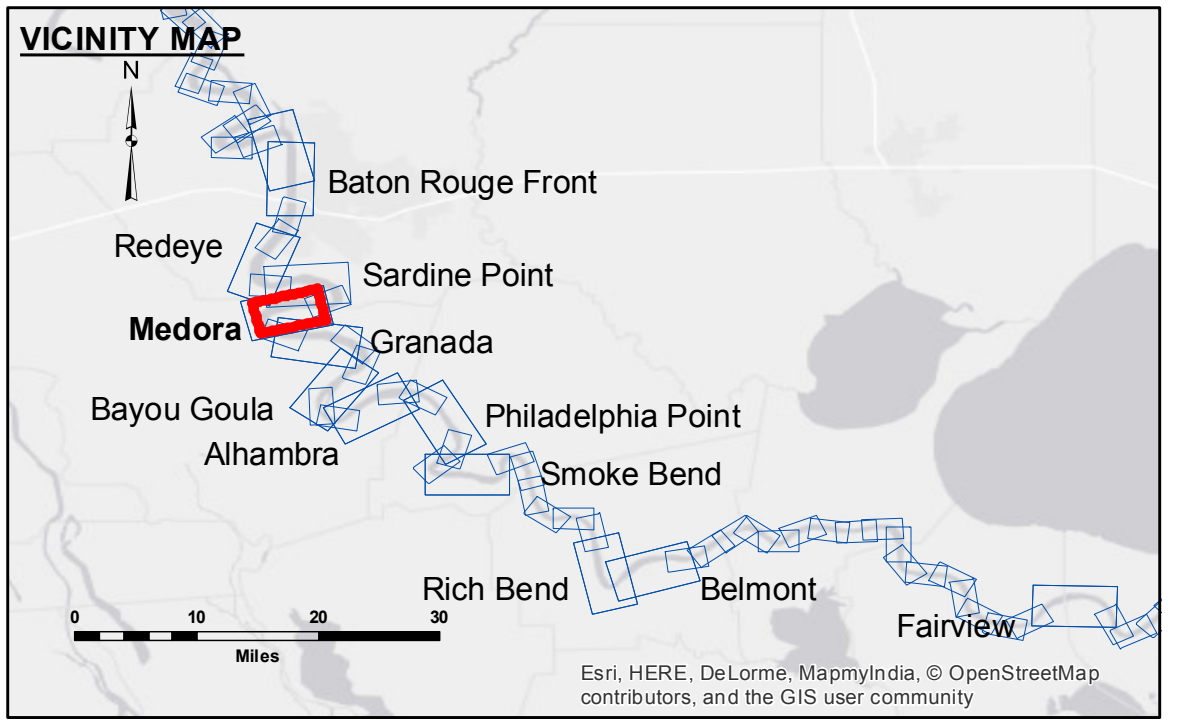 VICINITY MAP
N
Baton Rouge Front
Redeye
Sardine Point
Medora
Granada
Bayou Goula
Philadelphia Point
Alhambra
Smoke Bend
Rich Bend
Belmont
Fairview
0 10 20 30
Miles
Esri, HERE, DeLorme, MapmyIndia, © OpenStreetMap
contributors, and the GIS user community